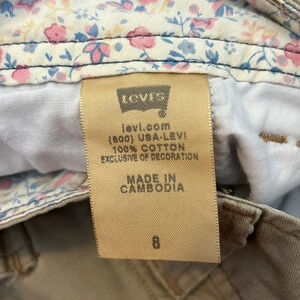 Levi's
levi.com
(800) USA-LEVI
100% COTTON
EXCLUSIVE OF DECORATION
MADE IN
CAMBODIA
8